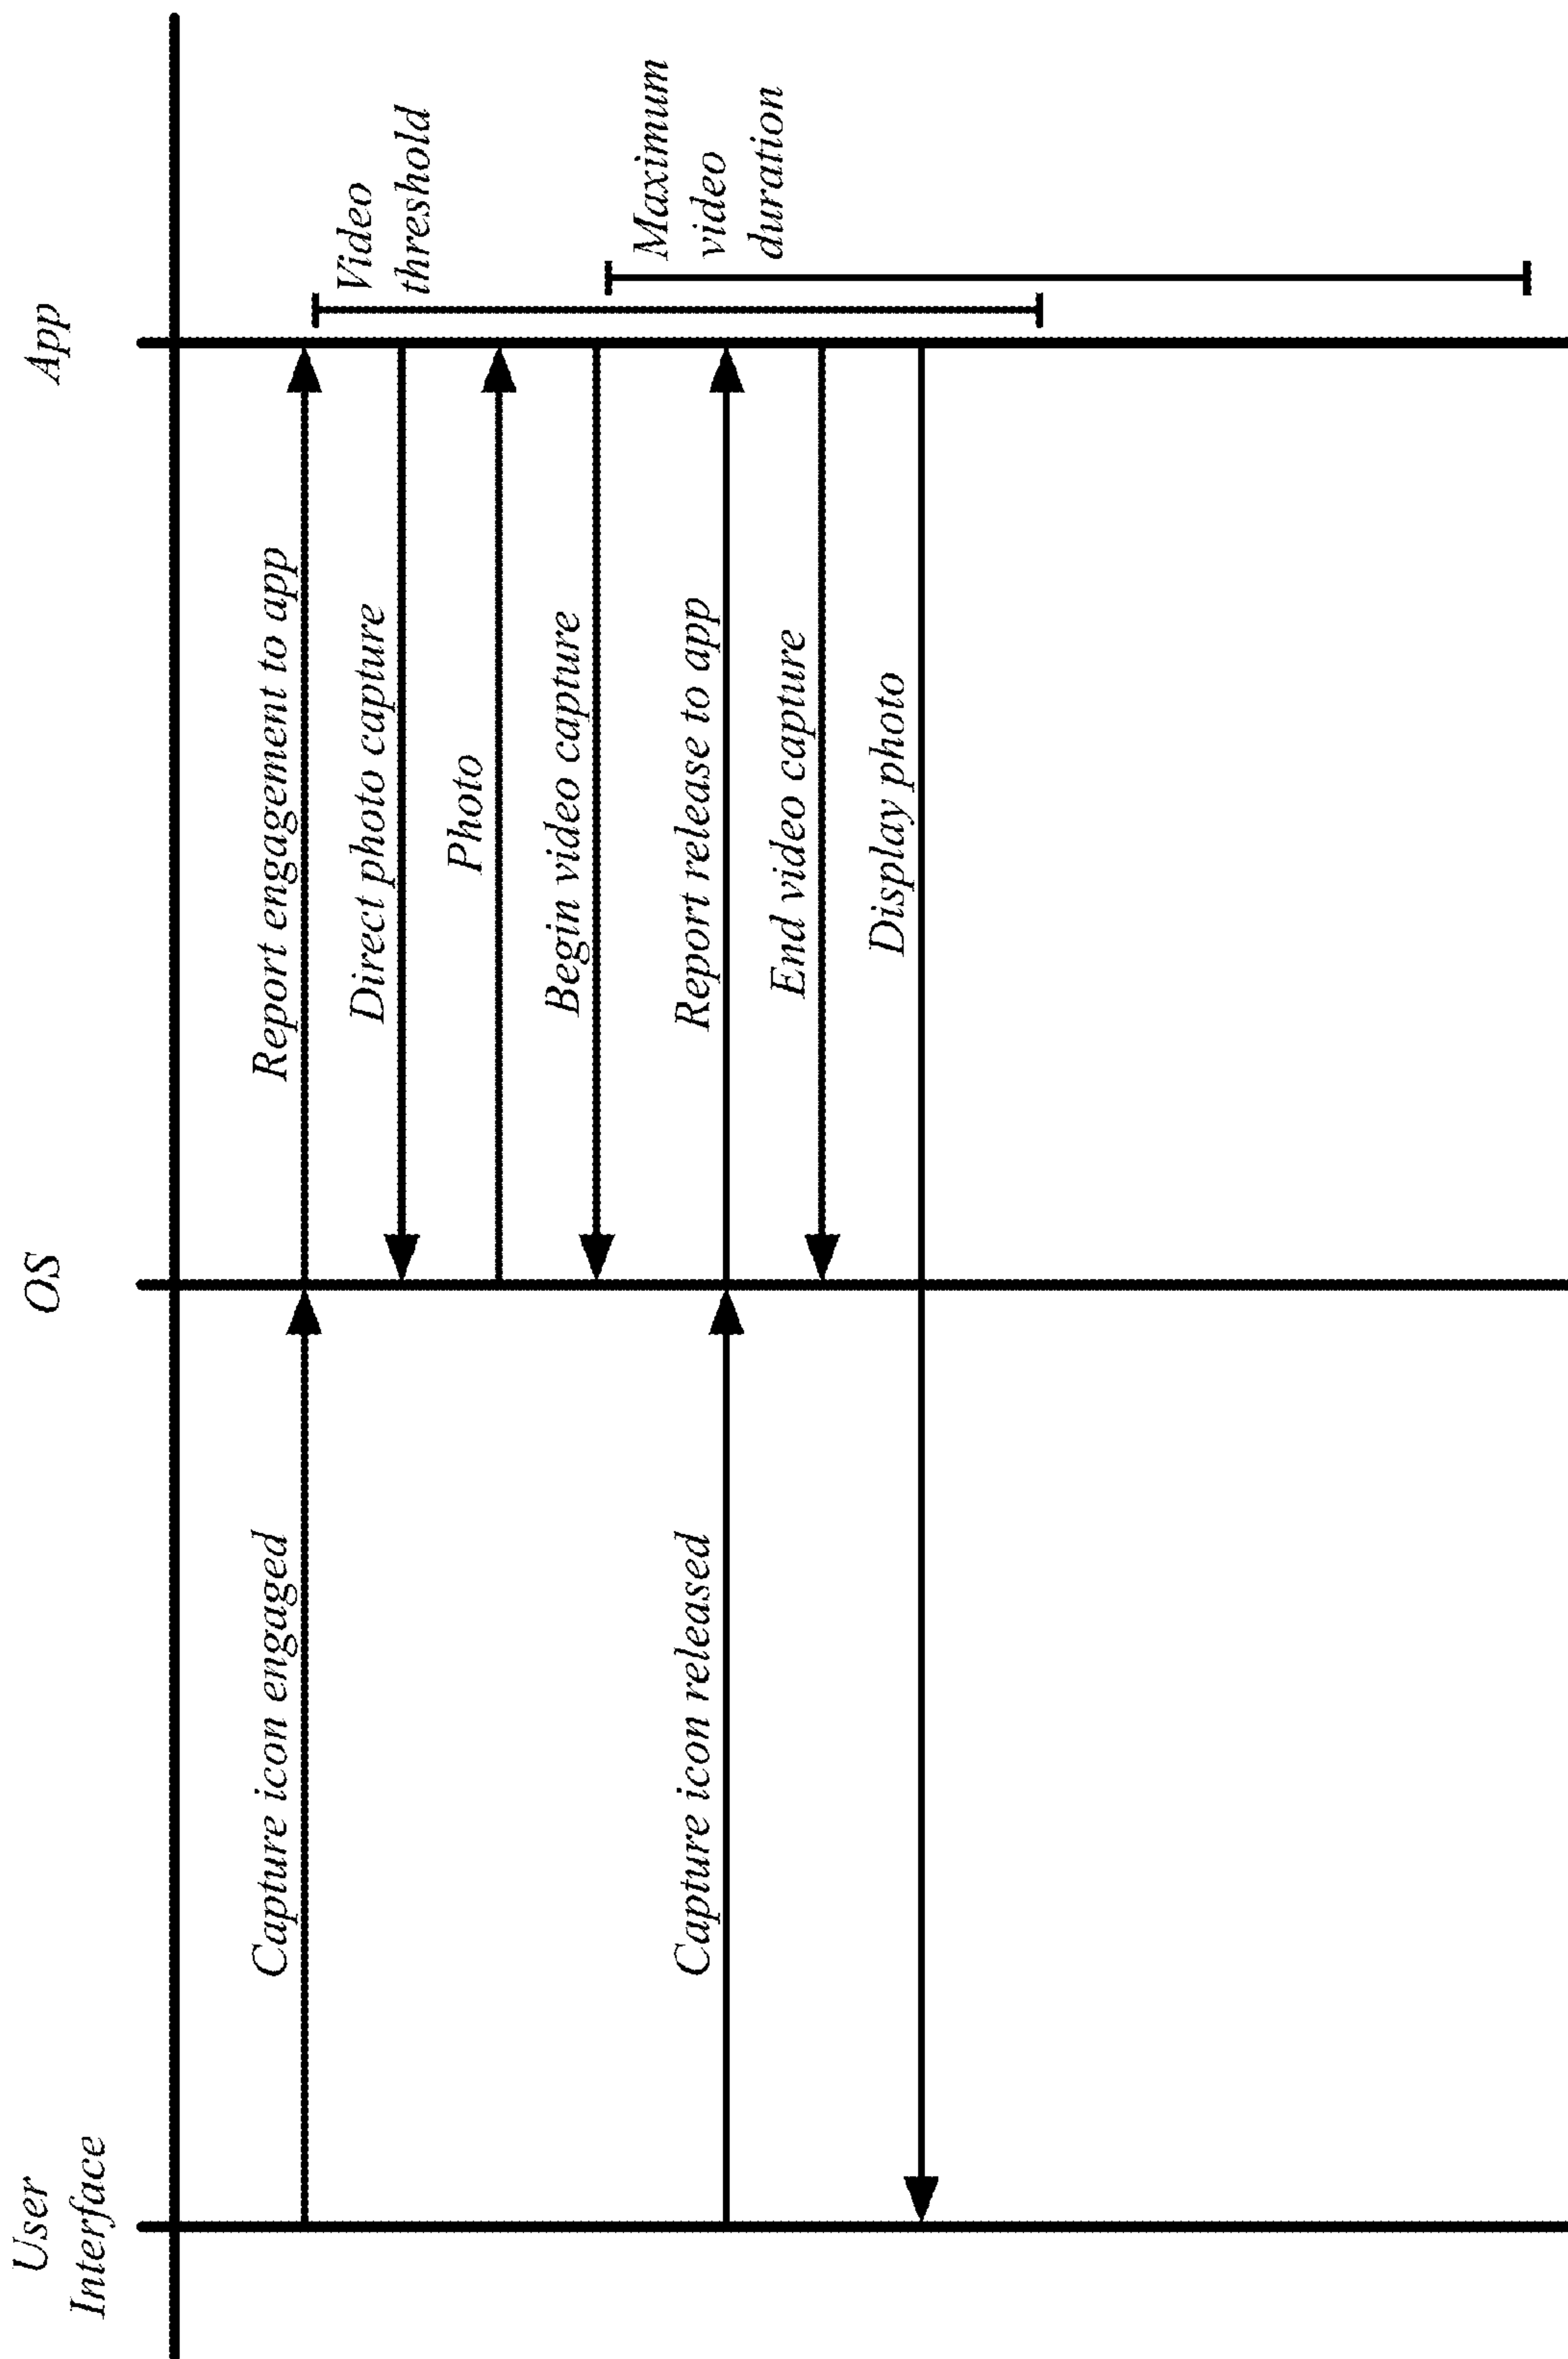 User
Interface
OS
App
Capture icon engaged
Report engagement to app
Direct photo capture
Photo
Begin video capture
Capture icon released
Report release to app
End video capture
Display photo
Video
threshold
Maximum
video
duration